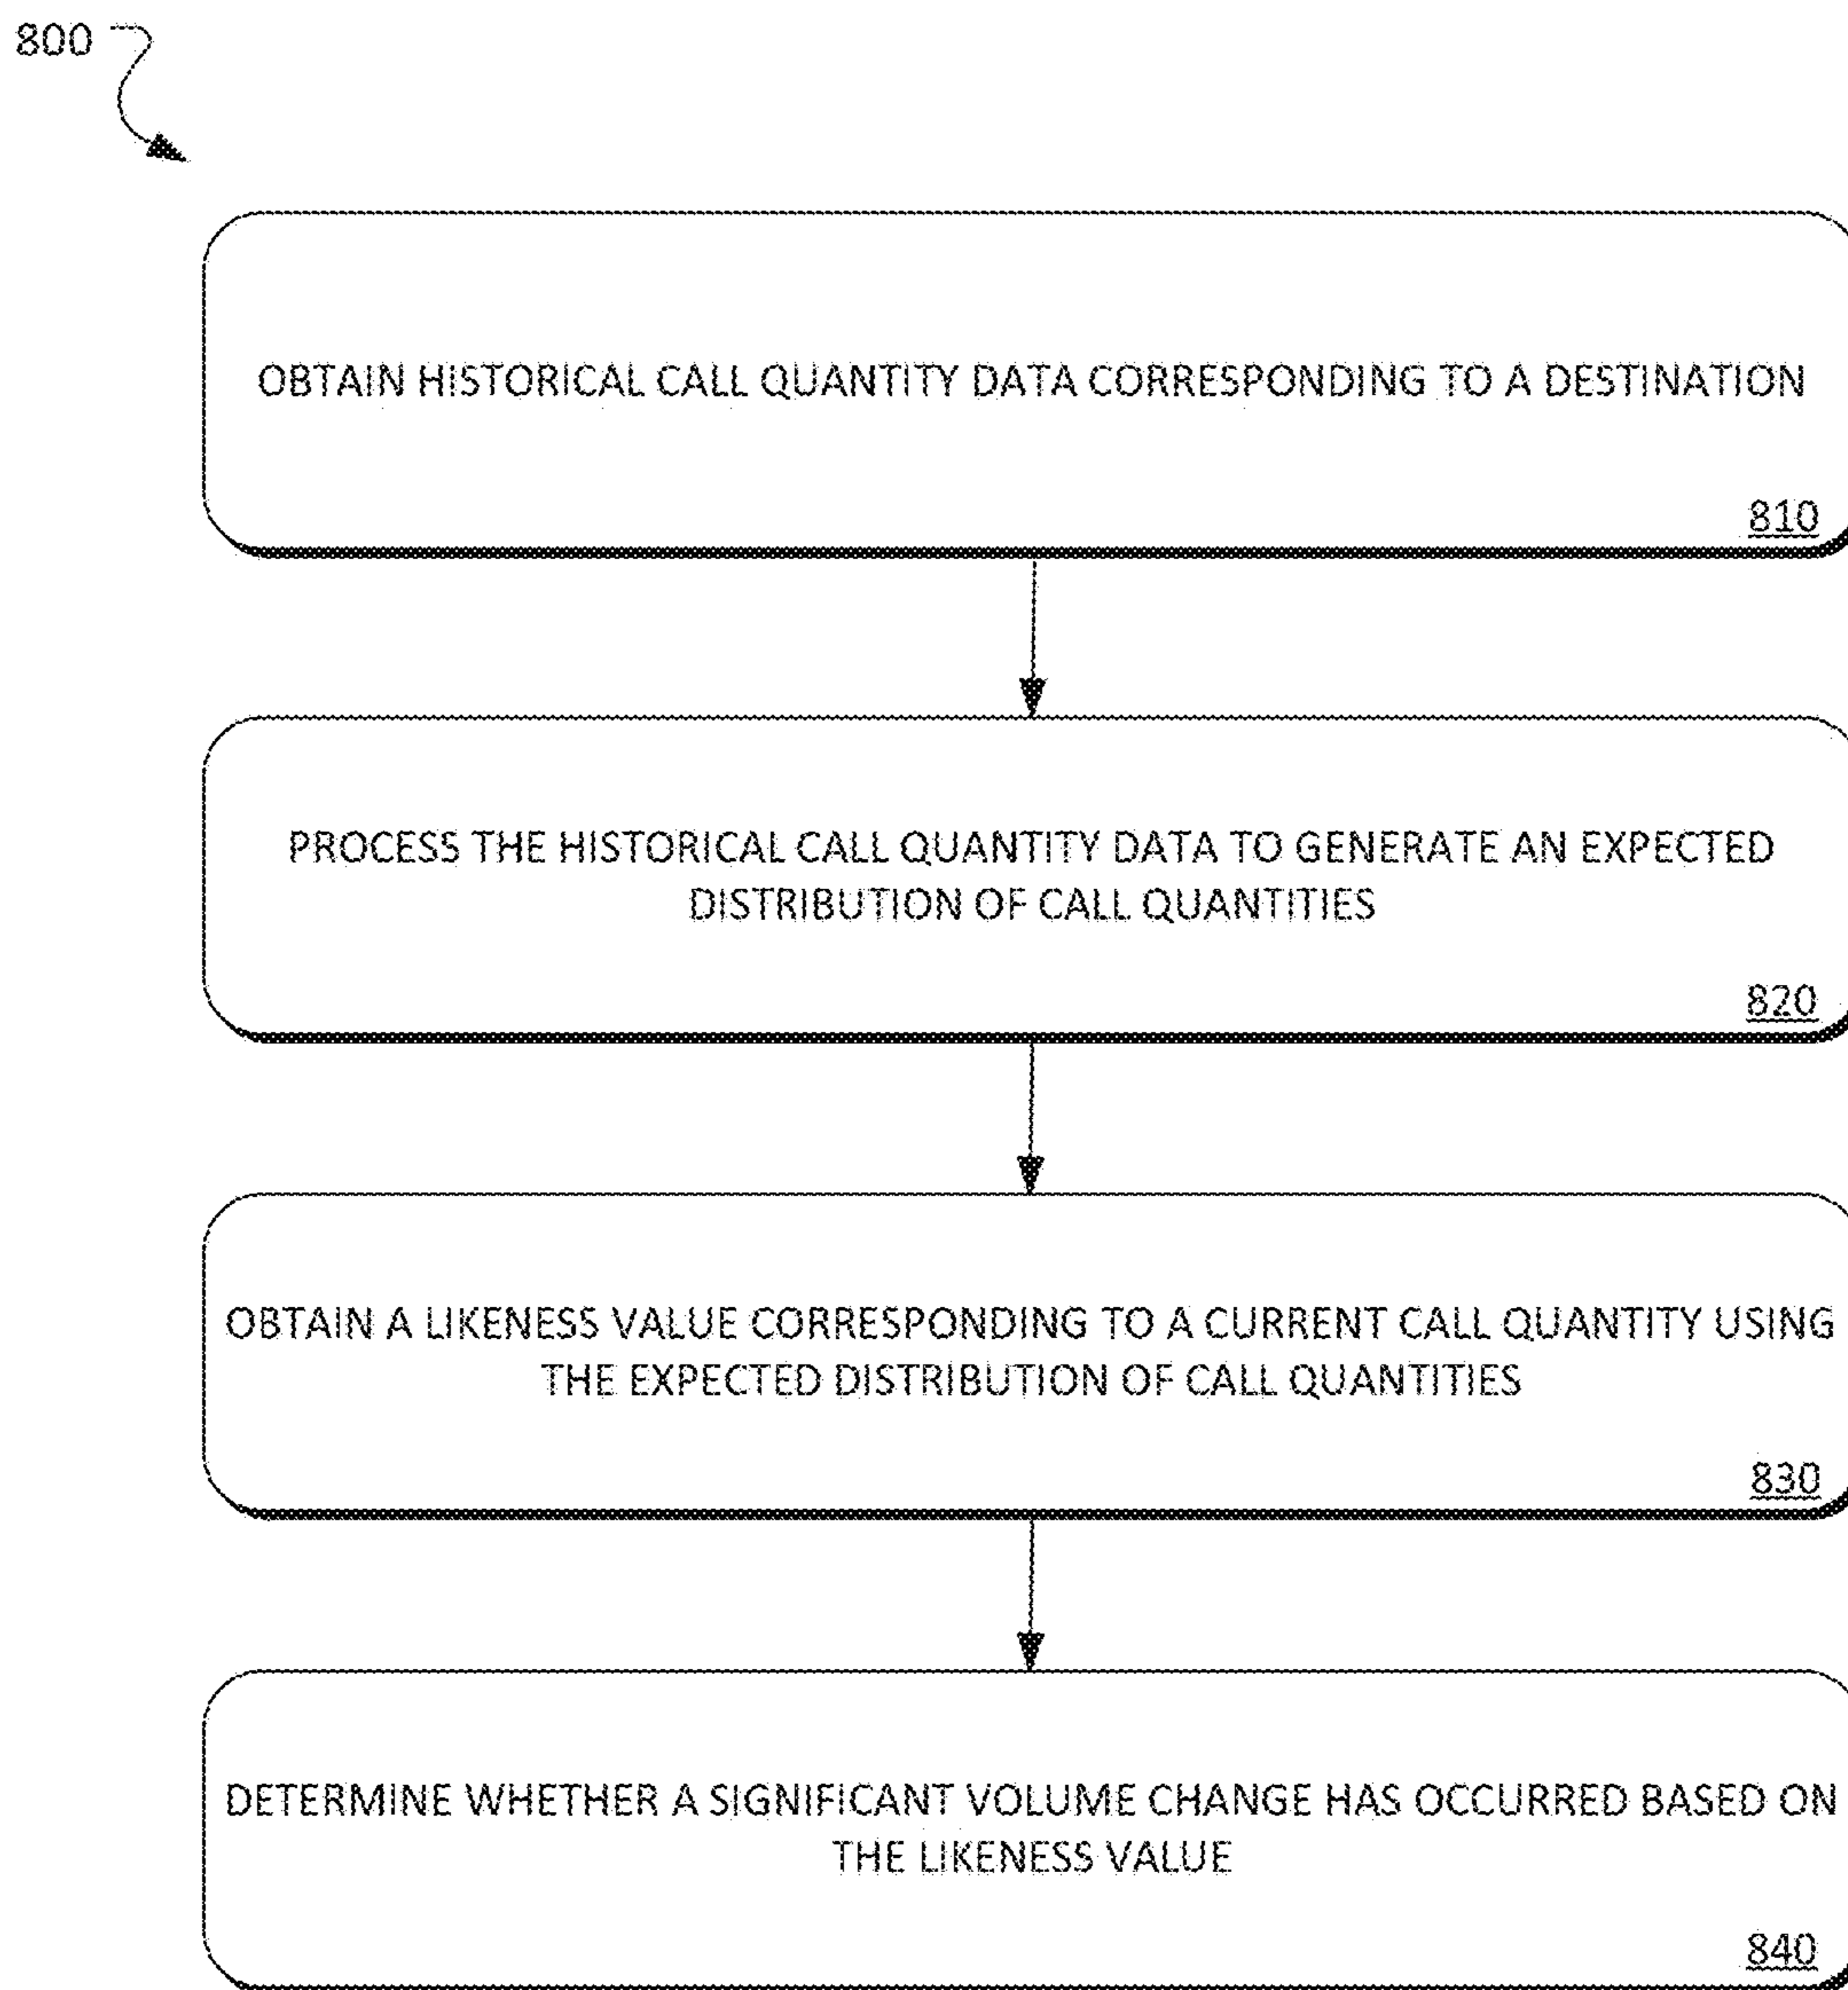 800
OBTAIN HISTORICAL CALL QUANTITY DATA CORRESPONDING TO A DESTINATION
810
PROCESS THE HISTORICAL CALL QUANTITY DATA TO GENERATE AN EXPECTED
DISTRIBUTION OF CALL QUANTITIES
820
OBTAIN A LIKENESS VALUE CORRESPONDING TO A CURRENT CALL QUANTITY USING
THE EXPECTED DISTRIBUTION OF CALL QUANTITIES
830
DETERMINE WHETHER A SIGNIFICANT VOLUME CHANGE HAS OCCURRED BASED ON
THE LIKENESS VALUE
840